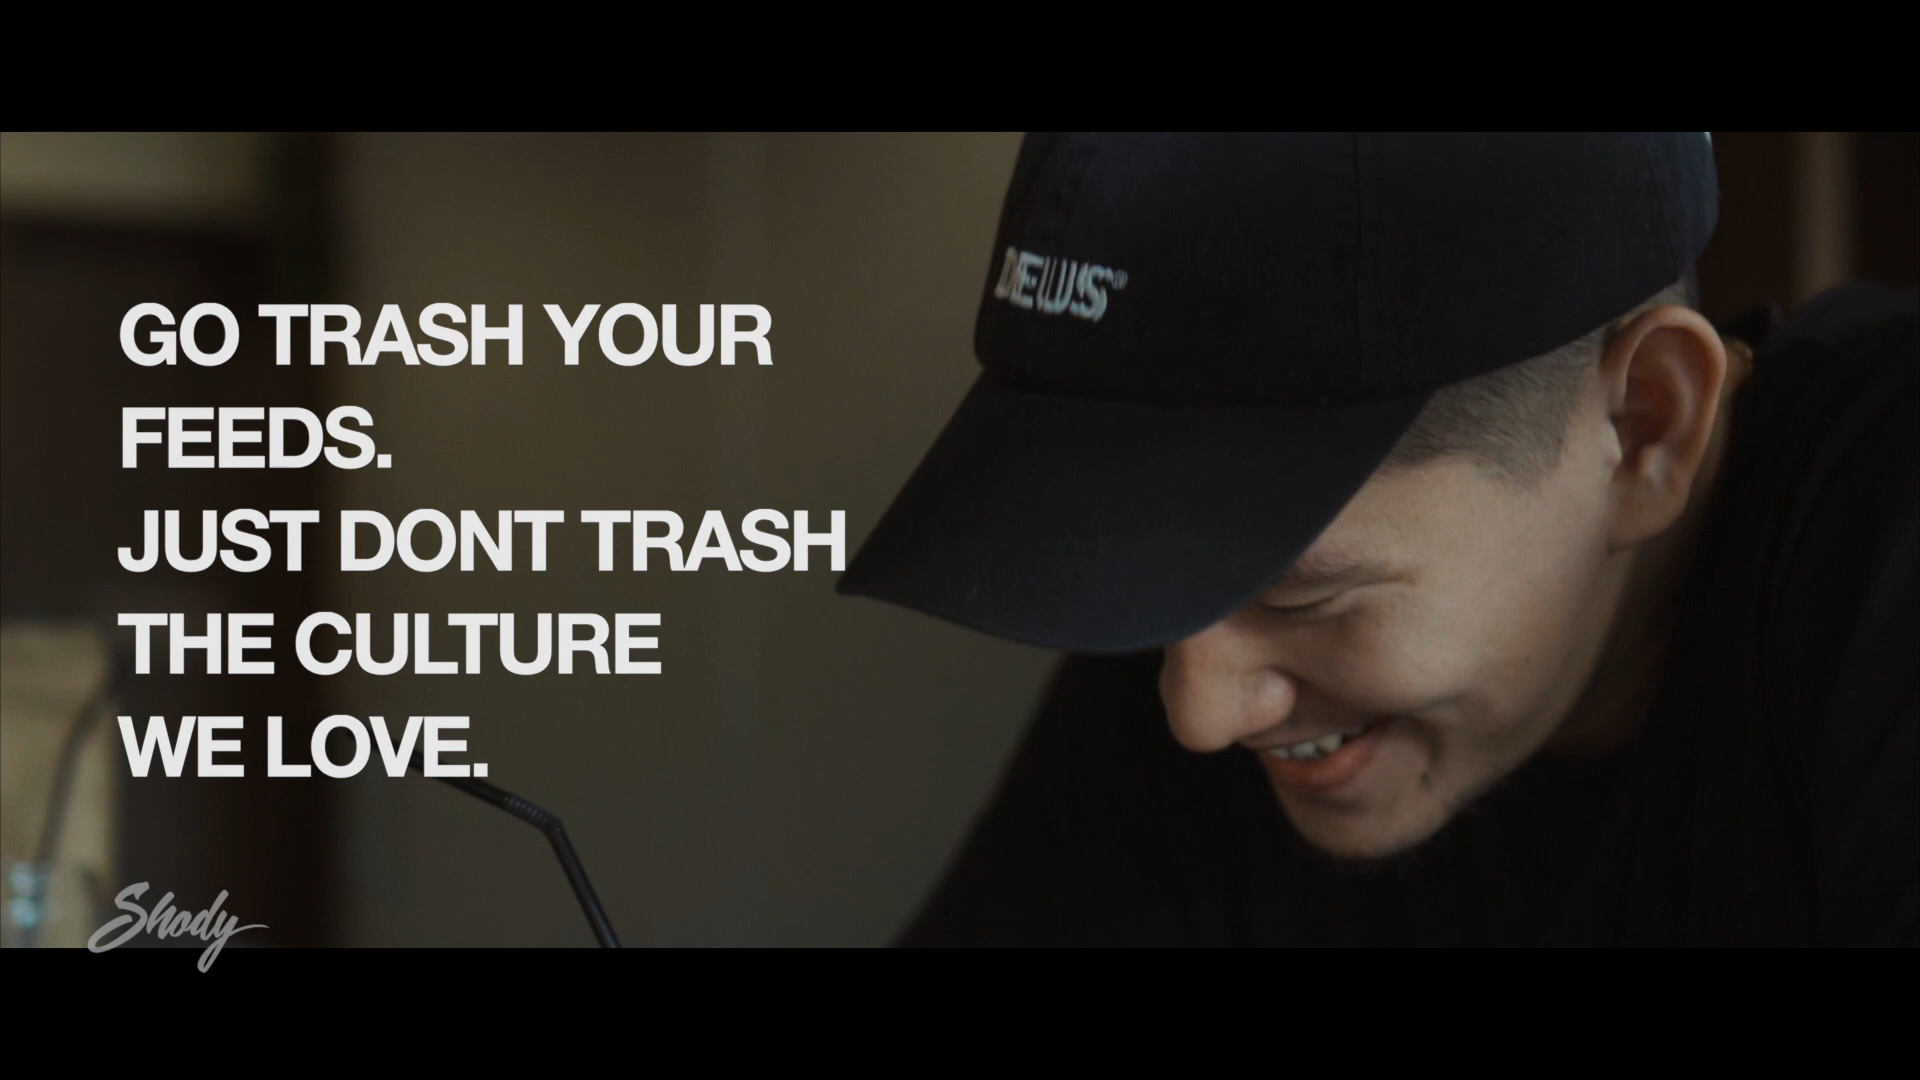 GO TRASH YOUR
FEEDS.
JUST DONT TRASH
THE CULTURE
WE LOVE.
DEUS
Shody